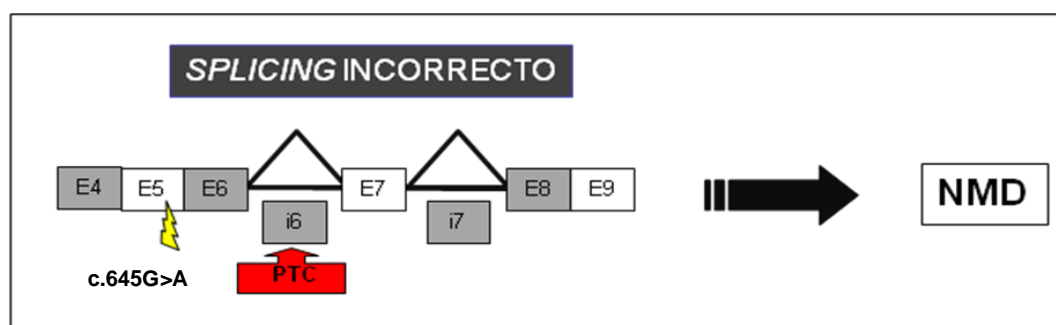 SPLICING INCORRECTO
E4 E5 E6 E7 E8 E9
NMD
i6 i7
PTC
c.645G>A